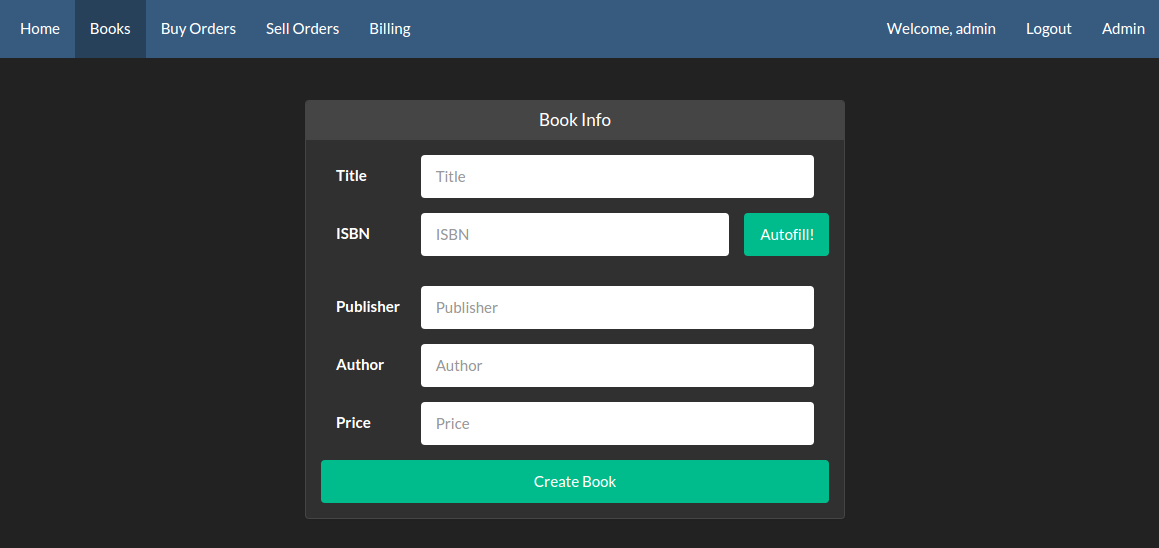 Home Books Buy Orders Sell Orders Billing Welcome, admin Logout Admin
Book Info
Title Title
ISBN ISBN Autofill!
Publisher Publisher
Author Author
Price Price
Create Book